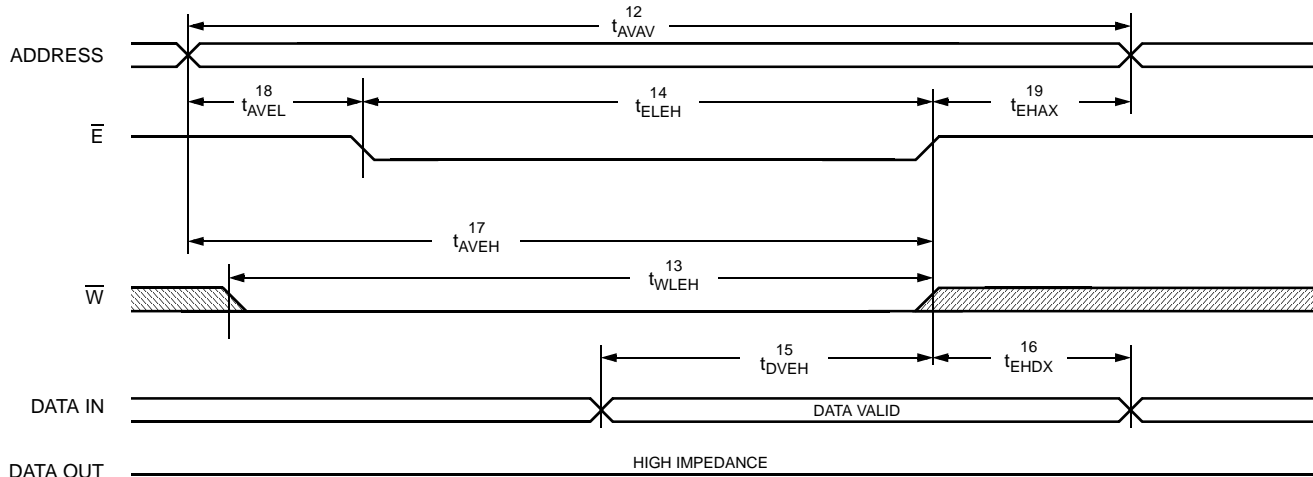 12
tAVAV
ADDRESS
18
tAVEL
14
tELEH
19
tEHAX
E̅
17
tAVEH
13
tWLEH
W̅
15
tDVEH
16
tEHDX
DATA IN
DATA VALID
DATA OUT
HIGH IMPEDANCE